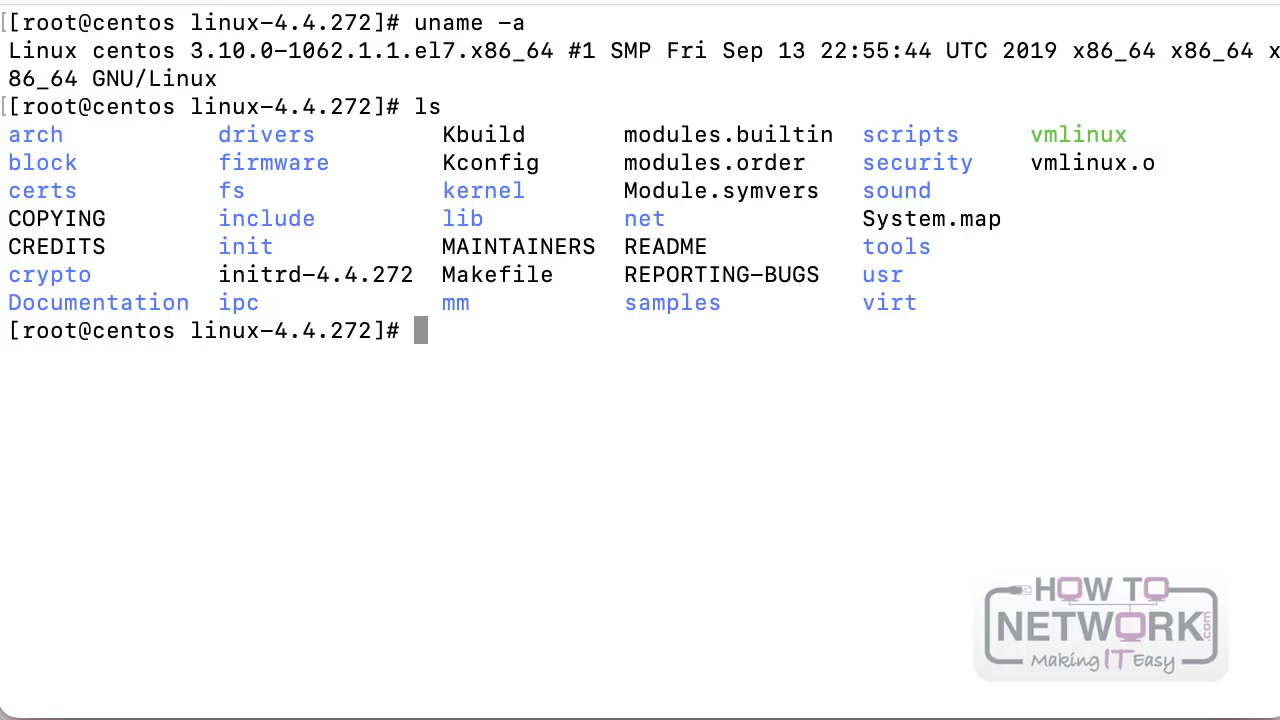 [[root@centos linux-4.4.272]# uname -a
Linux centos 3.10.0-1062.1.1.el7.x86_64 #1 SMP Fri Sep 13 22:55:44 UTC 2019 x86_64 x86_64 x
86_64 GNU/Linux
[[root@centos linux-4.4.272]# ls
arch drivers Kbuild modules.builtin scripts vmlinux
block firmware Kconfig modules.order security vmlinux.o
certs fs kernel Module.symvers sound
COPYING include lib net System.map
CREDITS init MAINTAINERS README tools
crypto initrd-4.4.272 Makefile REPORTING-BUGS usr
Documentation ipc mm samples virt
[root@centos linux-4.4.272]#
HOW TO
NETWORK.com
Making IT Easy